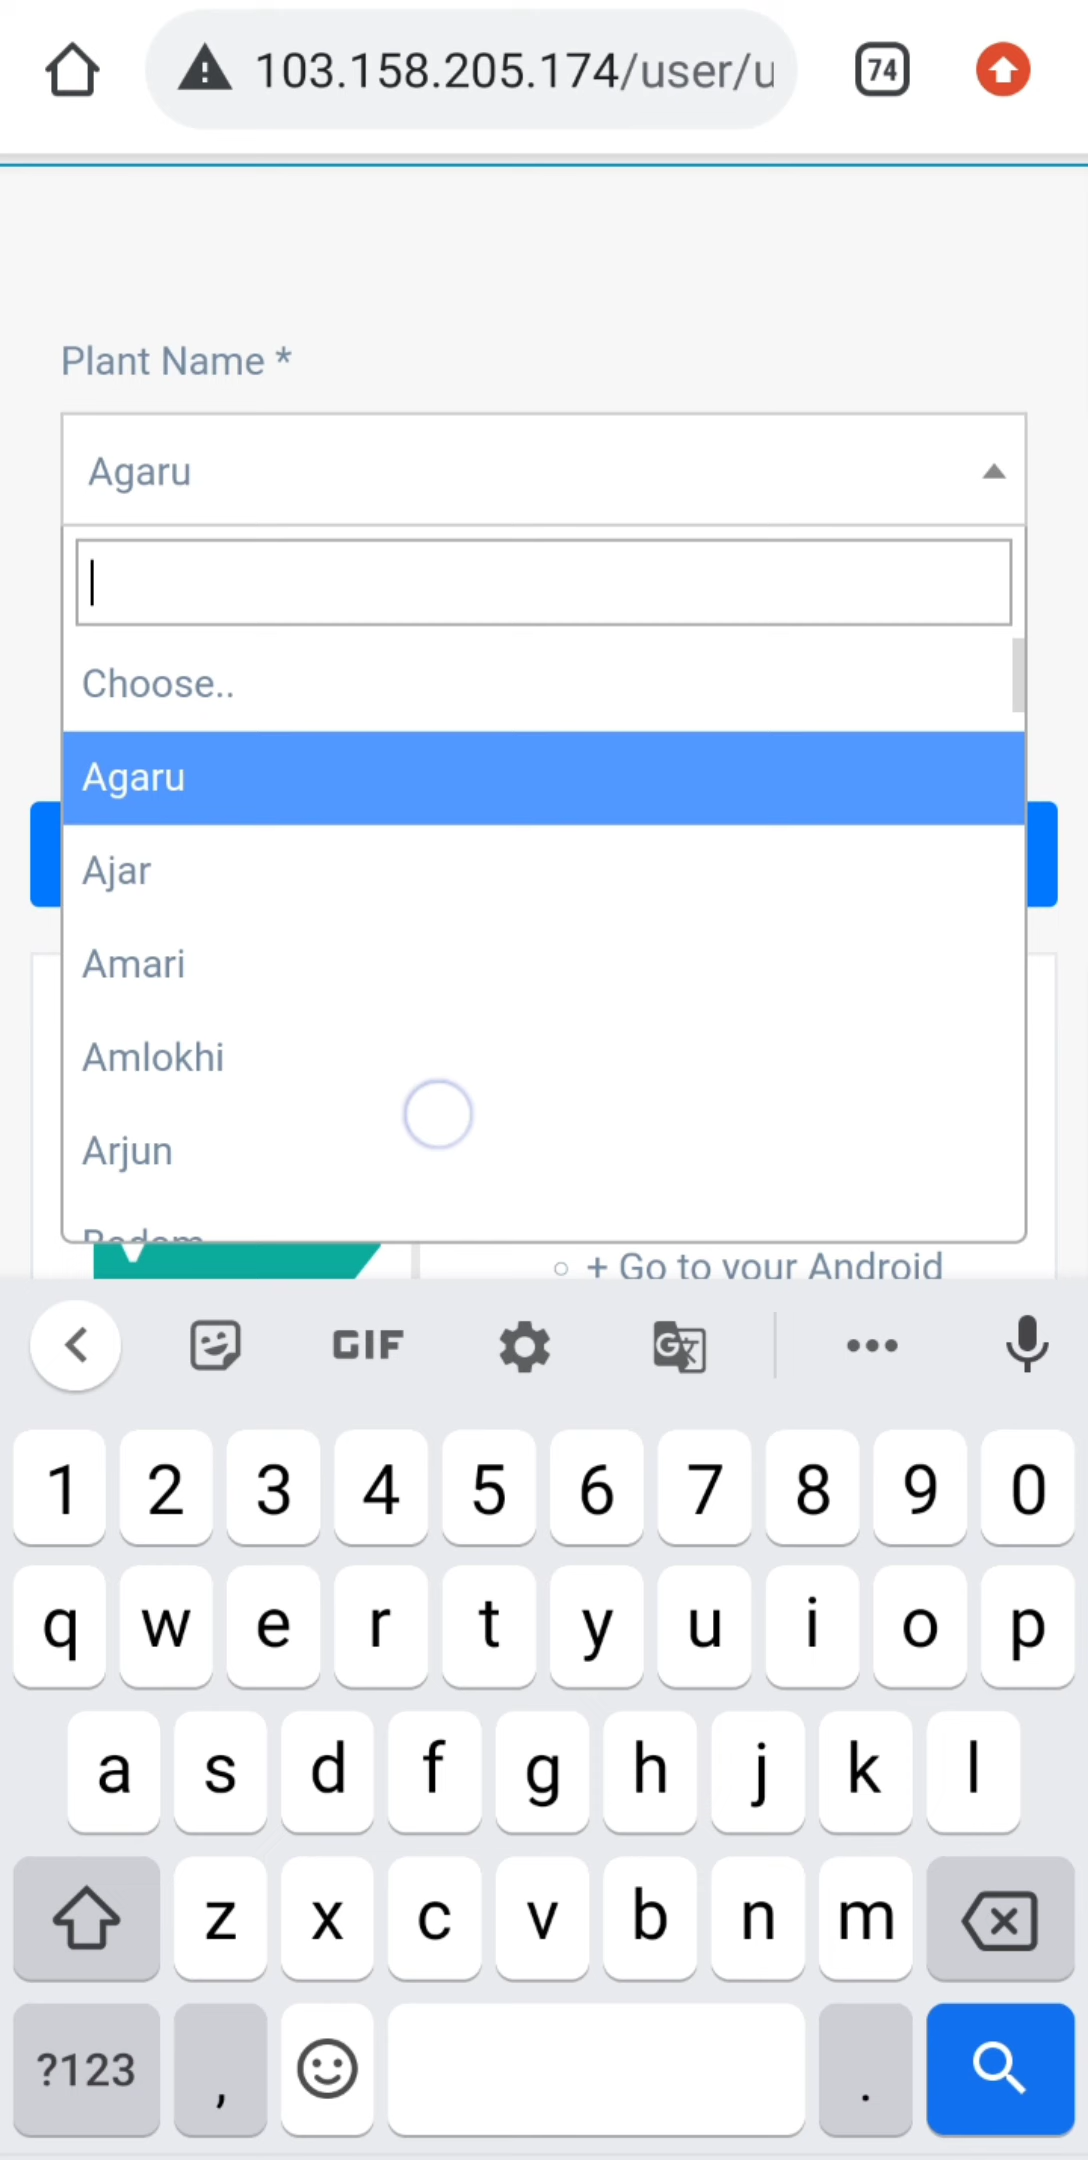 103.158.205.174/user/u
74
Plant Name *
Agaru
Choose..
Agaru
Ajar
Amari
Amlokhi
Arjun
+ Go to your Android
GIF
1 2 3 4 5 6 7 8 9 0
q w e r t y u i o p
a s d f g h j k l
z x c v b n m
?123 , .